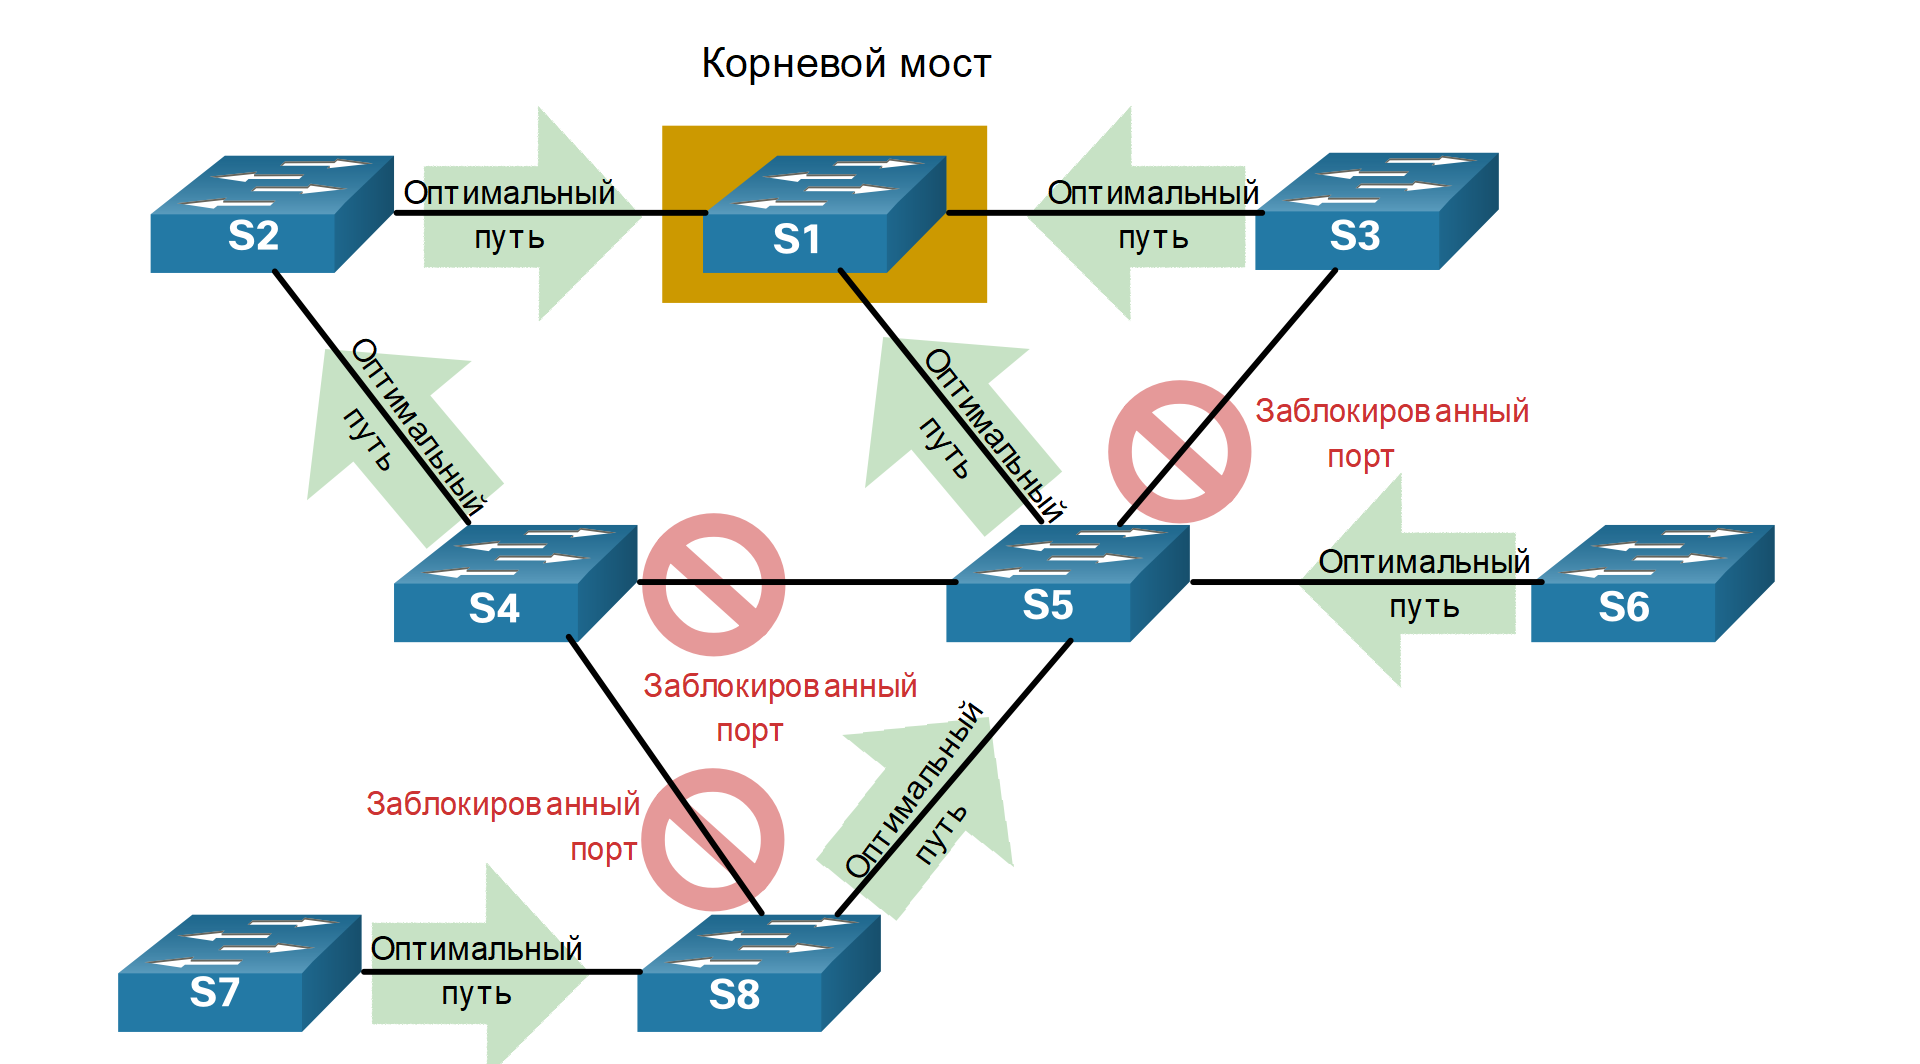 Корневой мост
S2
Оптимальный
путь
S1
Оптимальный
путь
S3
Оптимальный
путь
Оптимальный
путь
Заблокированный
порт
S4
S5
Оптимальный
путь
S6
Заблокированный
порт
Заблокированный
порт
Оптимальный
путь
S7
Оптимальный
путь
S8